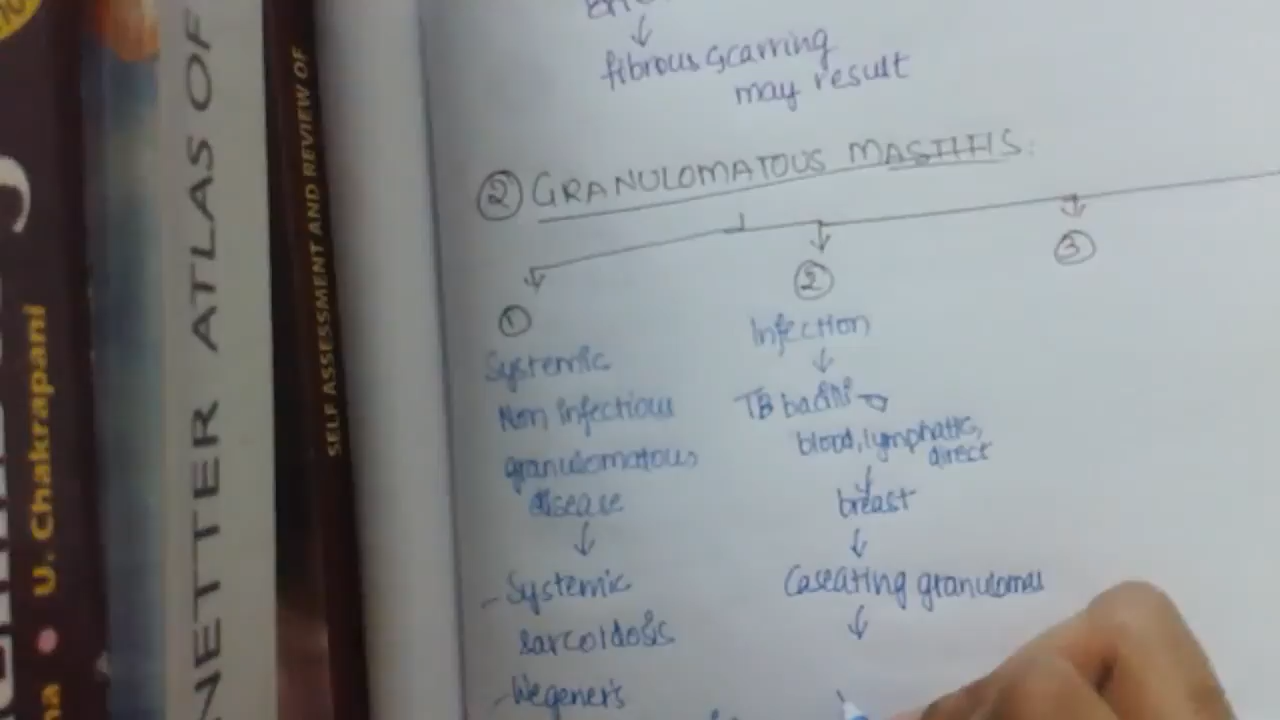 U. Chakrapani
NETTER ATLAS OF
SELF ASSESSMENT AND REVIEW OF
↓
fibrous scarring
may result
② GRANULOMATOUS MASTITIS:
①
②
③
Systemic
Non infectious
granulomatous
disease
↓
- Systemic
sarcoidosis
- Wegener's
Infection
↓
TB bacilli →
blood, lymphatic,
direct
↓
breast
↓
Caseating granulomas
↓